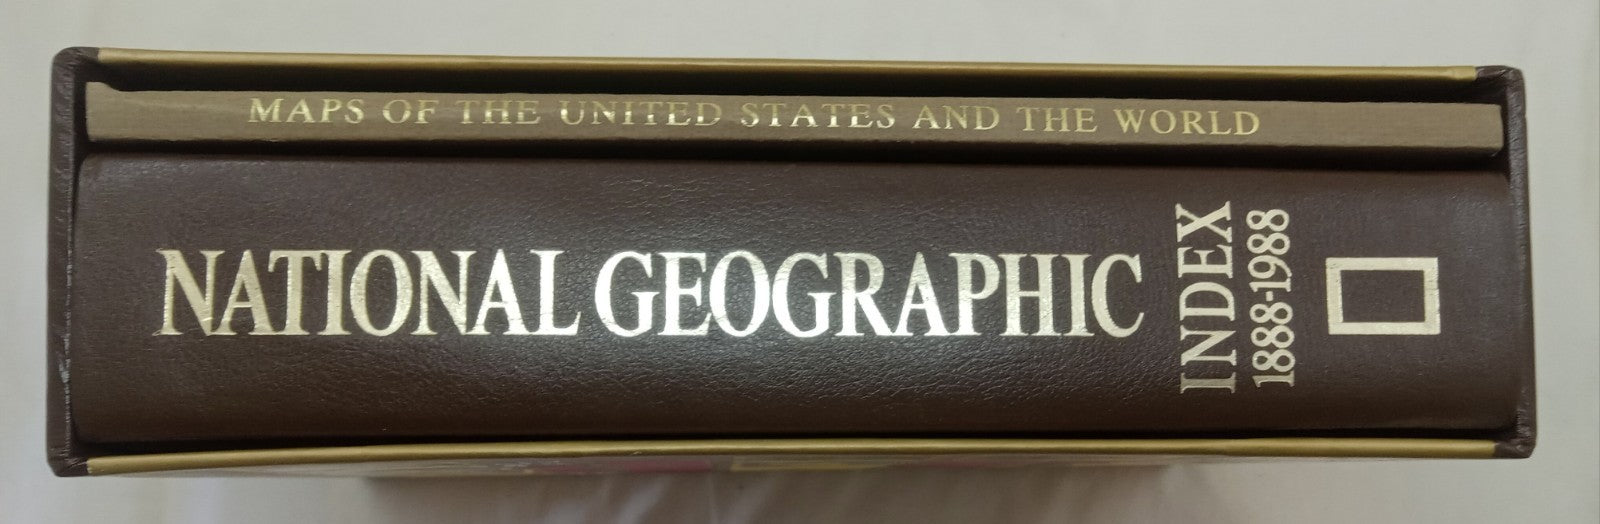 MAPS OF THE UNITED STATES AND THE WORLD
NATIONAL GEOGRAPHIC
INDEX
1888-1988